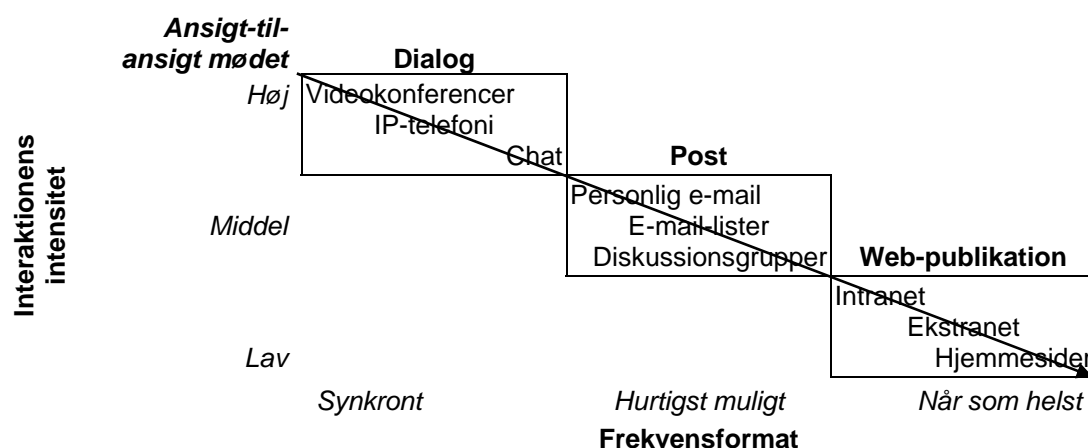 Ansigt-til-
ansigt mødet
Dialog
Høj
Videokonferencer
IP-telefoni
Chat
Post
Personlig e-mail
Middel
E-mail-lister
Diskussionsgrupper
Web-publikation
Intranet
Ekstranet
Lav
Hjemmesider
Interaktionens
intensitet
Synkront
Hurtigst muligt
Når som helst
Frekvensformat